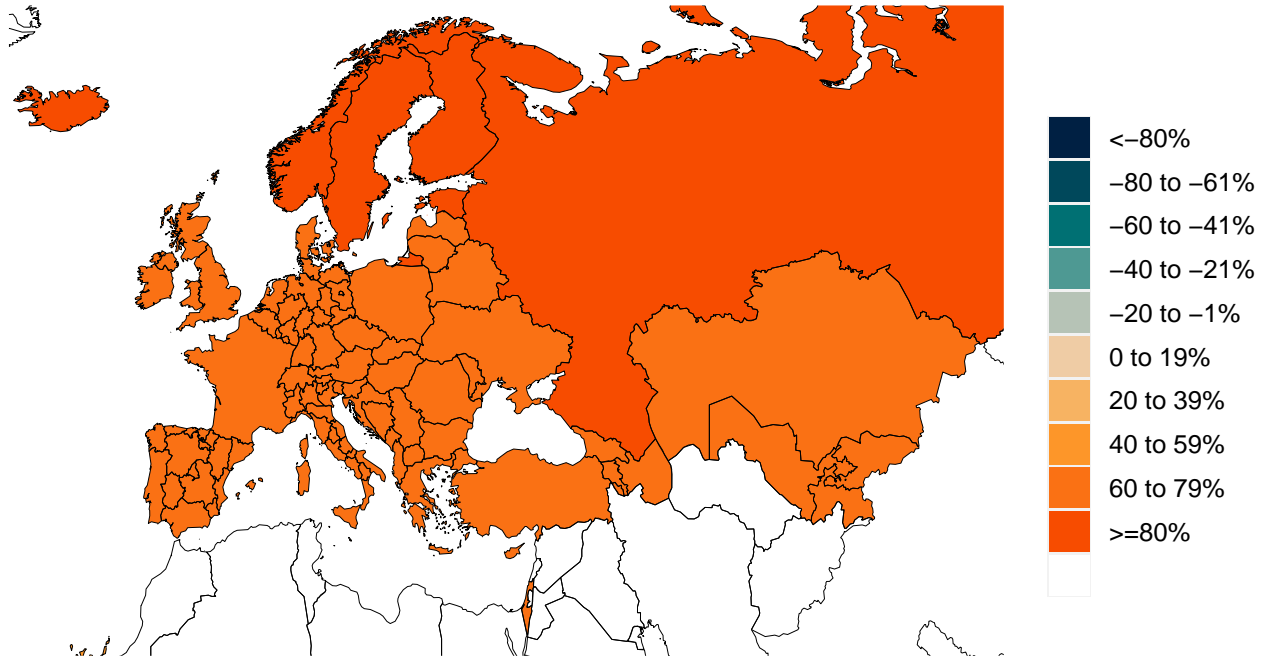 <−80%
−80 to −61%
−60 to −41%
−40 to −21%
−20 to −1%
0 to 19%
20 to 39%
40 to 59%
60 to 79%
>=80%